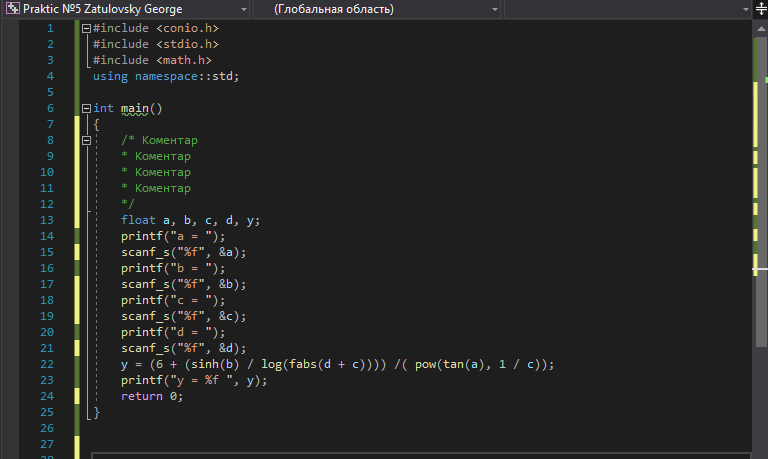 Praktic №5 Zatulovsky George
(Глобальная область)
1 #include <conio.h>
2 #include <stdio.h>
3 #include <math.h>
4 using namespace::std;
5
6 int main()
7 {
8 /* Коментар
9 * Коментар
10 * Коментар
11 * Коментар
12 */
13 float a, b, c, d, y;
14 printf("a = ");
15 scanf_s("%f", &a);
16 printf("b = ");
17 scanf_s("%f", &b);
18 printf("c = ");
19 scanf_s("%f", &c);
20 printf("d = ");
21 scanf_s("%f", &d);
22 y = (6 + (sinh(b) / log(fabs(d + c)))) /( pow(tan(a), 1 / c));
23 printf("y = %f ", y);
24 return 0;
25 }
26
27
28